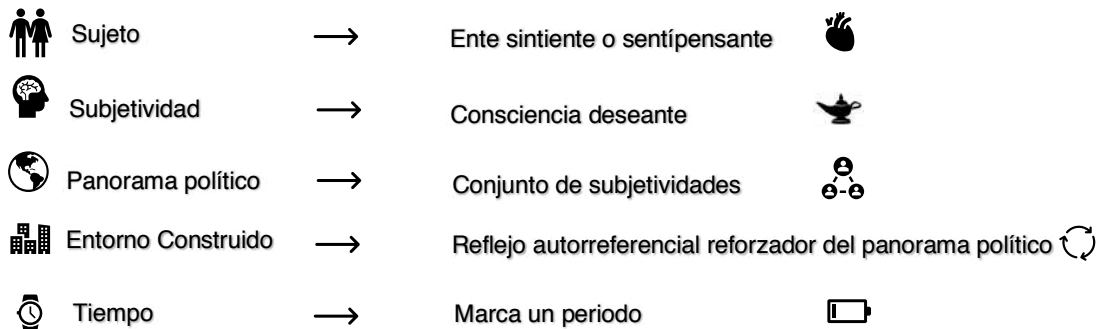 Sujeto → Ente sintiente o sentípensante
Subjetividad → Consciencia deseante
Panorama político → Conjunto de subjetividades
Entorno Construido → Reflejo autorreferencial reforzador del panorama político
Tiempo → Marca un periodo